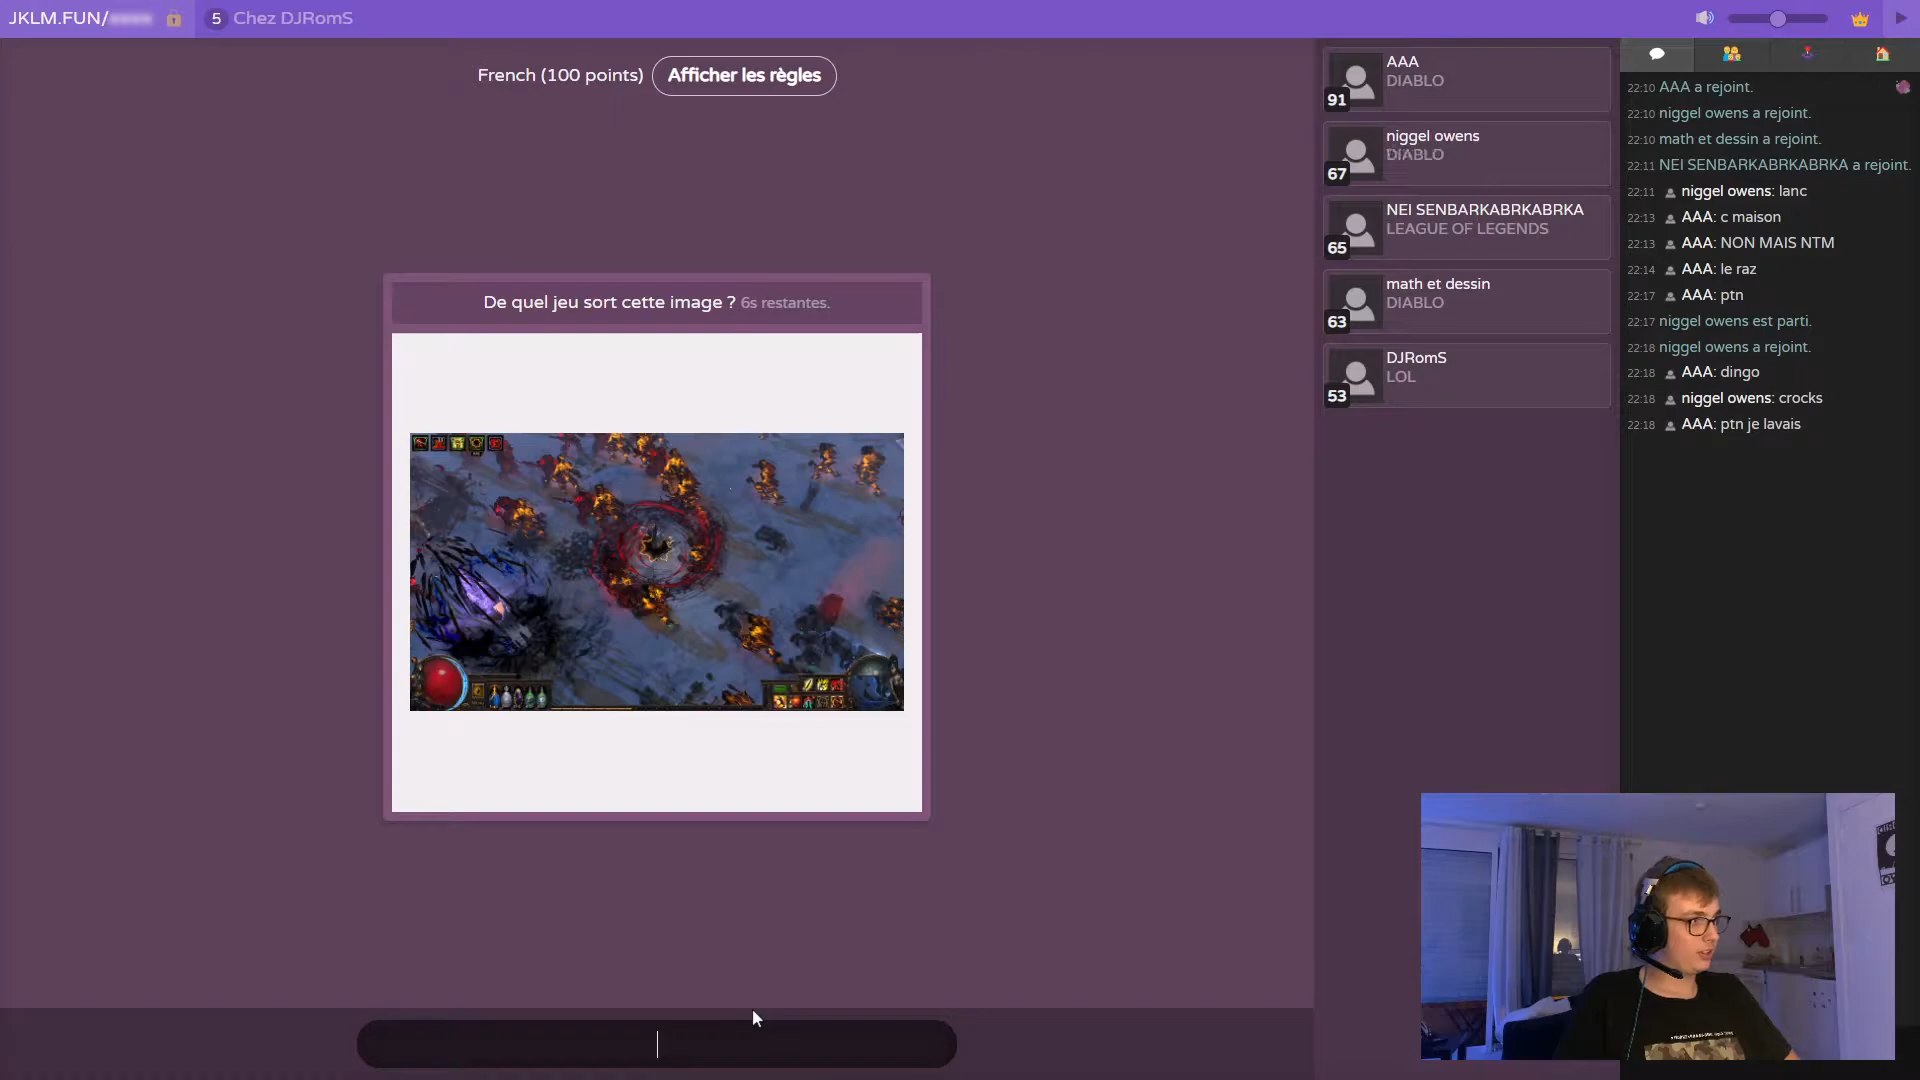 JKLM.FUN/
5 Chez DJRomS
French (100 points) Afficher les règles
De quel jeu sort cette image ? 6s restantes.
AAA
DIABLO
91
niggel owens
DIABLO
67
NEI SENBARKABRKABRKA
LEAGUE OF LEGENDS
65
math et dessin
DIABLO
63
DJRomS
LOL
53
22:10 AAA a rejoint.
22:10 niggel owens a rejoint.
22:10 math et dessin a rejoint.
22:11 NEI SENBARKABRKABRKA a rejoint.
22:11 niggel owens: lanc
22:13 AAA: c maison
22:13 AAA: NON MAIS NTM
22:14 AAA: le raz
22:17 AAA: ptn
22:17 niggel owens est parti.
22:18 niggel owens a rejoint.
22:18 AAA: dingo
22:18 niggel owens: crocks
22:18 AAA: ptn je lavais